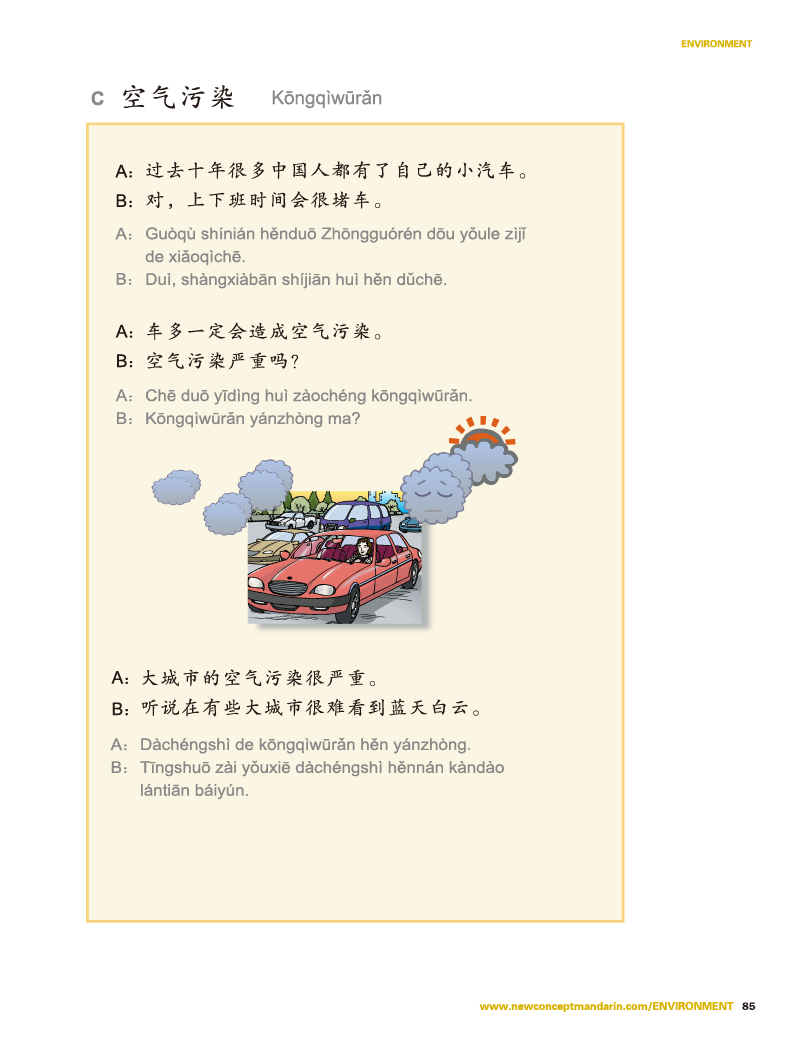 ENVIRONMENT
C 空气污染 Kōngqìwūrǎn
A：过去十年很多中国人都有了自己的小汽车。
B：对，上下班时间会很堵车。
A： Guòqù shínián hěnduō Zhōngguórén dōu yǒule zìjǐ
de xiǎoqìchē.
B： Duì, shàngxiàbān shíjiān huì hěn dǔchē.
A：车多一定会造成空气污染。
B：空气污染严重吗？
A： Chē duō yīdìng huì zàochéng kōngqìwūrǎn.
B： Kōngqìwūrǎn yánzhòng ma?
A：大城市的空气污染很严重。
B：听说在有些大城市很难看到蓝天白云。
A： Dàchéngshì de kōngqìwūrǎn hěn yánzhòng.
B： Tīngshuō zài yǒuxiē dàchéngshì hěnnán kàndào
lántiān báiyún.
www.newconceptmandarin.com/ENVIRONMENT 85